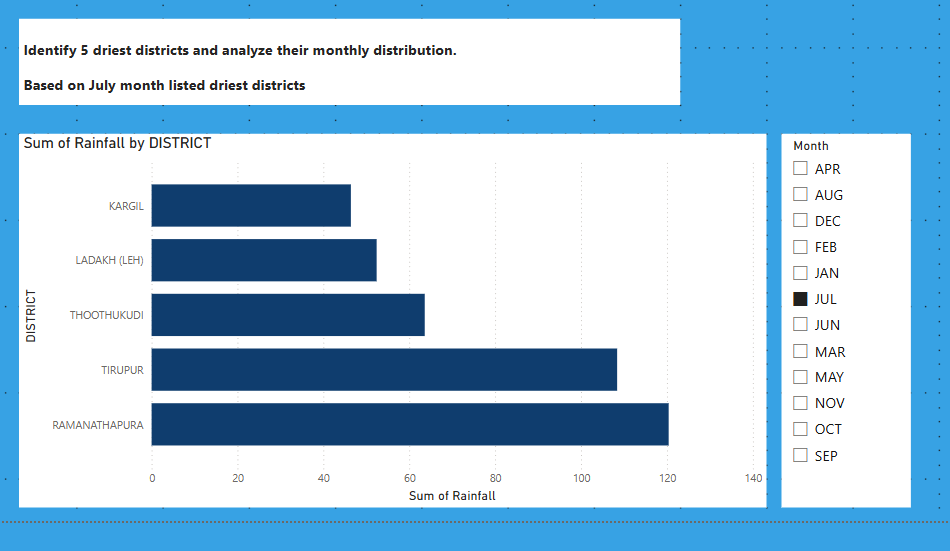 Identify 5 driest districts and analyze their monthly distribution.
Based on July month listed driest districts
Sum of Rainfall by DISTRICT
DISTRICT
KARGIL
LADAKH (LEH)
THOOTHUKUDI
TIRUPUR
RAMANATHAPURA
0 20 40 60 80 100 120 140
Sum of Rainfall
Month
APR
AUG
DEC
FEB
JAN
JUL
JUN
MAR
MAY
NOV
OCT
SEP